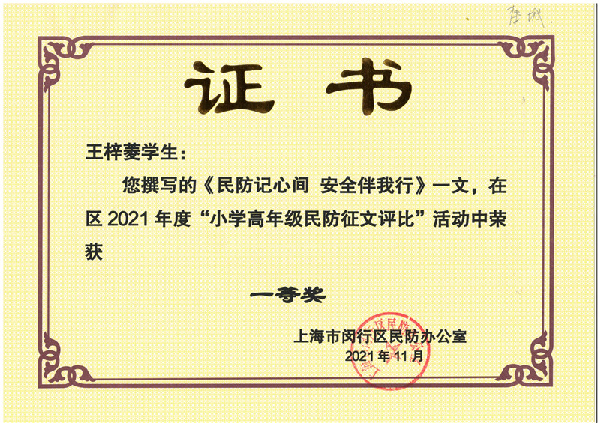 证书
王梓菱学生：
您撰写的《民防记心间 安全伴我行》一文，在
区 2021 年度“小学高年级民防征文评比”活动中荣
获
一等奖
上海市闵行区民防办公室
2021 年 11 月